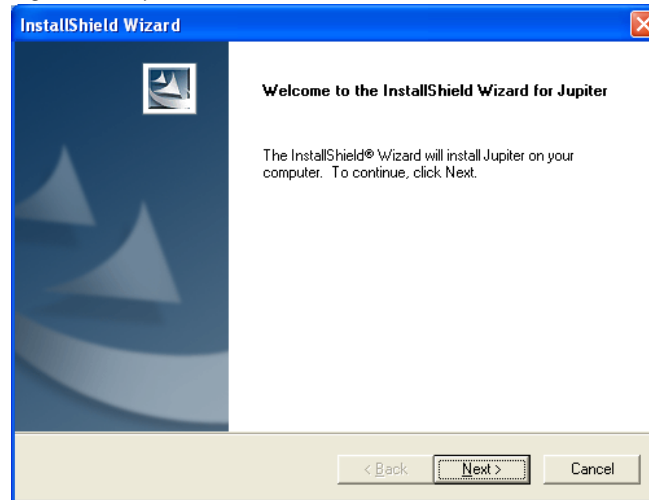 InstallShield Wizard
Welcome to the InstallShield Wizard for Jupiter
The InstallShield® Wizard will install Jupiter on your
computer. To continue, click Next.
< Back
Next >
Cancel